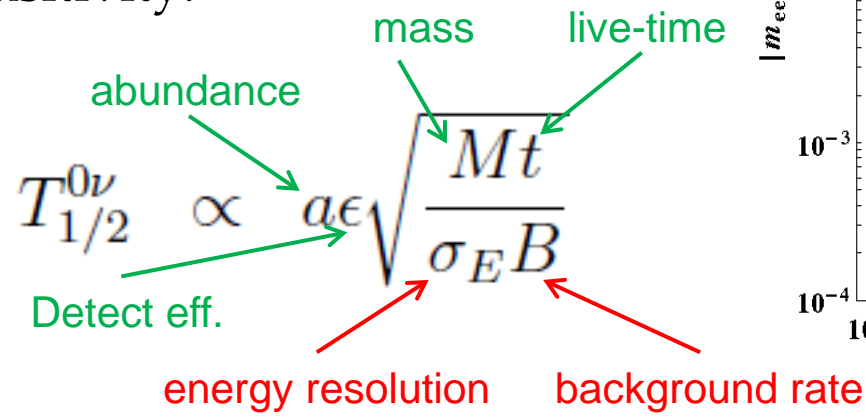 mass live-time
abundance
T_{1/2}^{0ν} ∝ aϵ√(Mt / σ_E B)
Detect eff.
energy resolution background rate
|m_ee
10^{-3}
10^{-4}